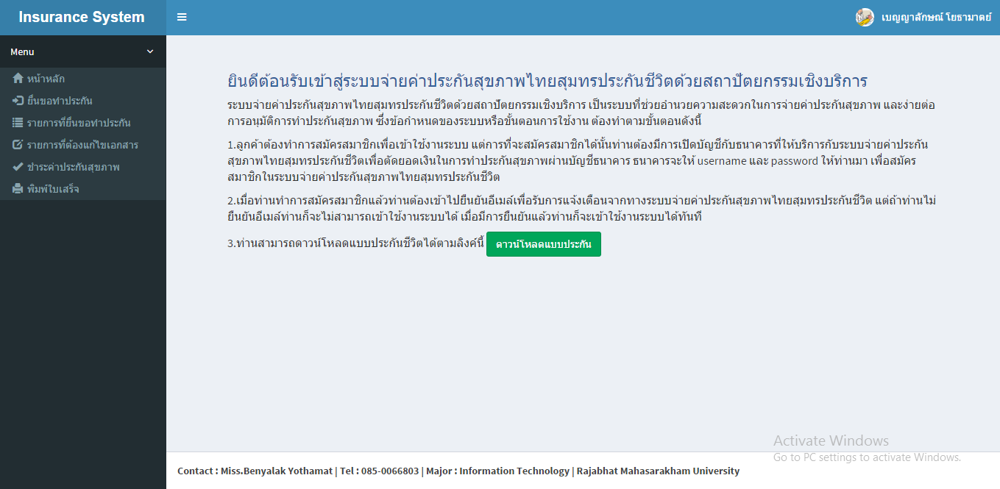 Insurance System
เบญญาลักษณ์ โยธามาตย์
Menu
หน้าหลัก
ยื่นขอทำประกัน
รายการที่ยื่นขอทำประกัน
รายการที่ต้องแก้ไขเอกสาร
ชำระค่าประกันสุขภาพ
พิมพ์ใบเสร็จ
ยินดีต้อนรับเข้าสู่ระบบจ่ายค่าประกันสุขภาพไทยสมุทรประกันชีวิตด้วยสถาปัตยกรรมเชิงบริการ
ระบบจ่ายค่าประกันสุขภาพไทยสมุทรประกันชีวิตด้วยสถาปัตยกรรมเชิงบริการ เป็นระบบที่ช่วยอำนวยความสะดวกในการจ่ายค่าประกันสุขภาพ และง่ายต่อ
การอนุมัติการทำประกันสุขภาพ ซึ่งข้อกำหนดของระบบหรือขั้นตอนการใช้งาน ต้องทำตามขั้นตอนดังนี้
1.ลูกค้าต้องทำการสมัครสมาชิกเพื่อเข้าใช้งานระบบ แต่การที่จะสมัครสมาชิกได้นั้นท่านต้องมีการเปิดบัญชีกับธนาคารที่ให้บริการกับระบบจ่ายค่าประกัน
สุขภาพไทยสมุทรประกันชีวิตเพื่อตัดยอดเงินในการทำประกันสุขภาพผ่านบัญชีธนาคาร ธนาคารจะให้ username และ password ให้ท่านมา เพื่อสมัคร
สมาชิกในระบบจ่ายค่าประกันสุขภาพไทยสมุทรประกันชีวิต
2.เมื่อท่านทำการสมัครสมาชิกแล้วท่านต้องเข้าไปยืนยันอีเมล์เพื่อรับการแจ้งเตือนจากทางระบบจ่ายค่าประกันสุขภาพไทยสมุทรประกันชีวิต แต่ถ้าท่านไม่
ยืนยันอีเมล์ท่านก็จะไม่สามารถเข้าใช้งานระบบได้ เมื่อมีการยืนยันแล้วท่านก็จะเข้าใช้งานระบบได้ทันที
3.ท่านสามารถดาวน์โหลดแบบประกันชีวิตได้ตามลิงค์นี้ ดาวน์โหลดแบบประกัน
Activate Windows
Go to PC settings to activate Windows.
Contact : Miss.Benyalak Yothamat | Tel : 085-0066803 | Major : Information Technology | Rajabhat Mahasarakham University